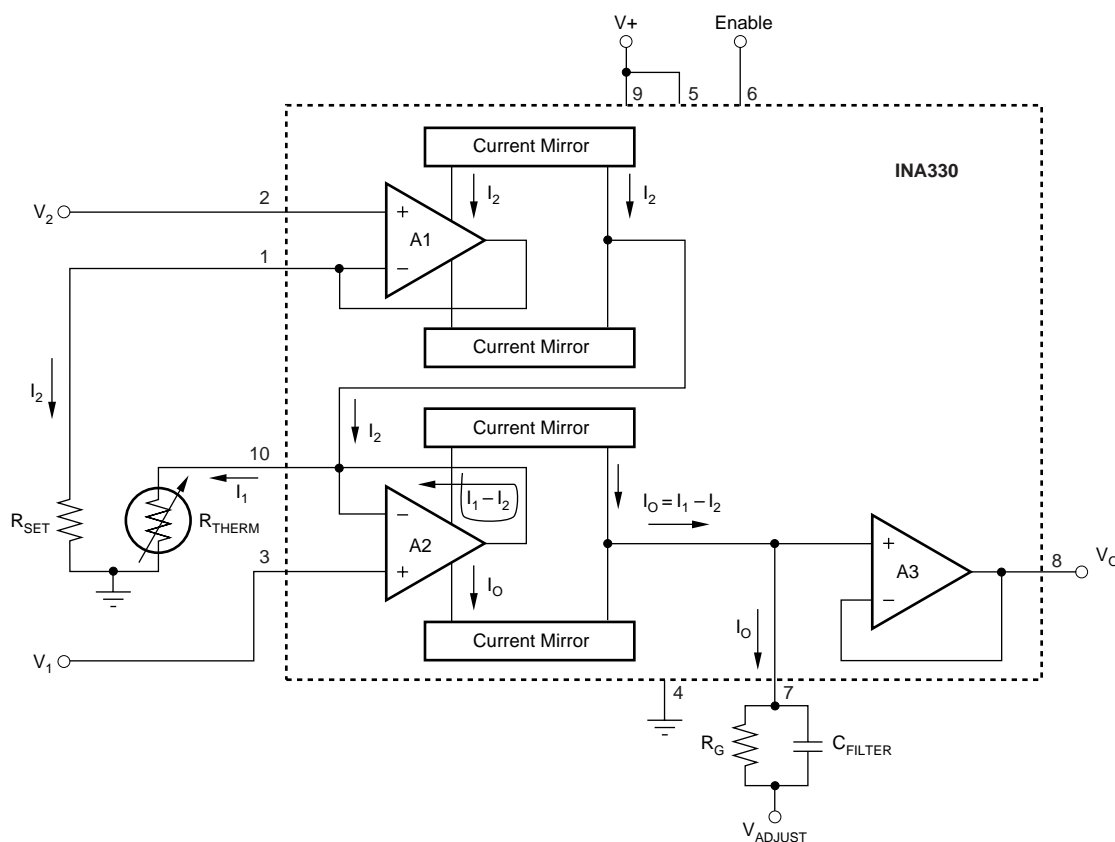 V+
Enable
9
5
6
Current Mirror
INA330
I2
I2
2
V2
+
A1
1
−
Current Mirror
I2
I2
Current Mirror
10
I1
I1 – I2
IO = I1 – I2
RSET
RTHERM
−
A2
+
3
IO
+
A3
−
8
VO
Current Mirror
IO
V1
4
7
RG
CFILTER
VADJUST